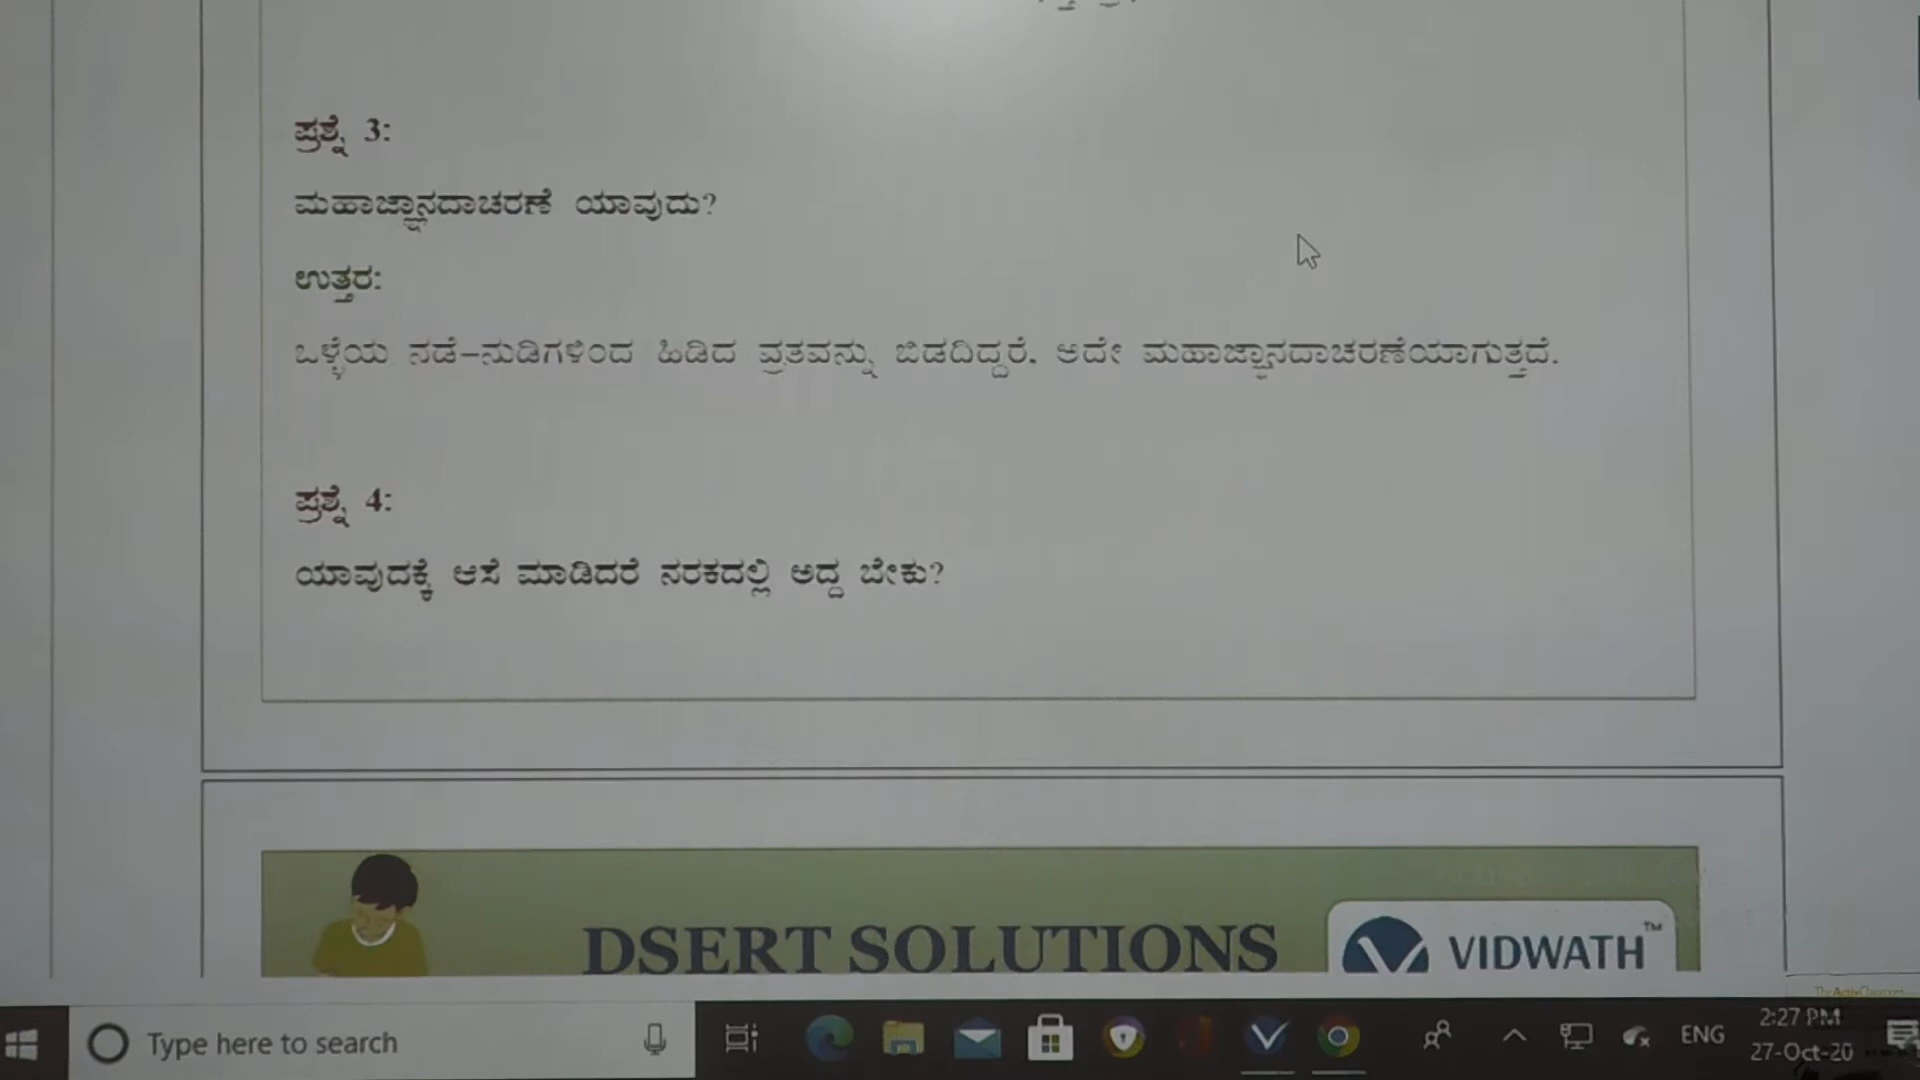 ಪ್ರಶ್ನೆ 3:
ಮಹಾಜ್ಞಾನದಾಚರಣೆ ಯಾವುದು?
ಉತ್ತರ:
ಒಳ್ಳೆಯ ನಡೆ–ನುಡಿಗಳಿಂದ ಹಿಡಿದ ವ್ರತವನ್ನು ಬಿಡದಿದ್ದರೆ. ಅದೇ ಮಹಾಜ್ಞಾನದಾಚರಣೆಯಾಗುತ್ತದೆ.
ಪ್ರಶ್ನೆ 4:
ಯಾವುದಕ್ಕೆ ಆಸೆ ಮಾಡಿದರೆ ನರಕದಲ್ಲಿ ಅದ್ದ ಬೇಕು?
DSERT SOLUTIONS
VIDWATH™
Type here to search
ENG
2:27 PM
27-Oct-20